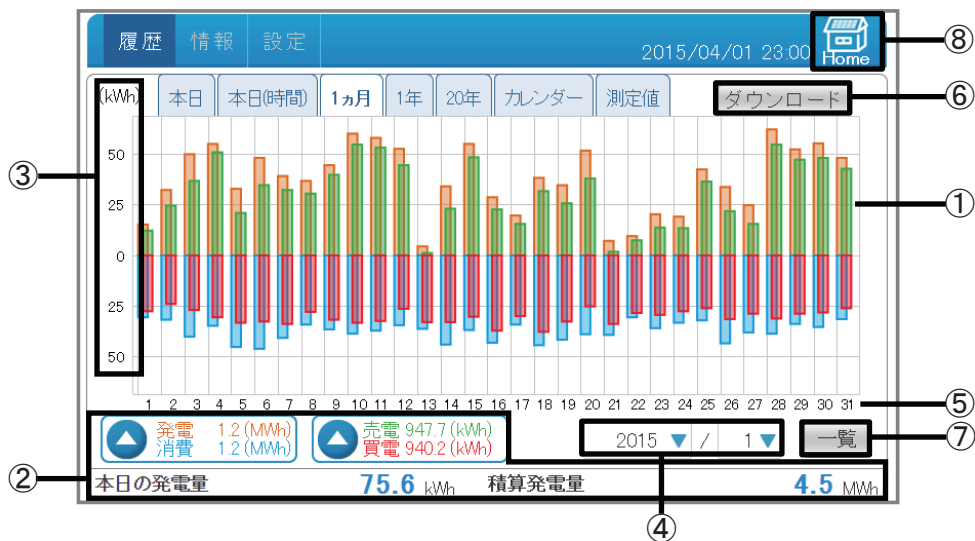 履歴 情報 設定 2015/04/01 23:00 Home ⑧
(kWh) 本日 本日(時間) 1ヵ月 1年 20年 カレンダー 測定値 ダウンロード ⑥
③
50
25
①
0
25
50
1 2 3 4 5 6 7 8 9 10 11 12 13 14 15 16 17 18 19 20 21 22 23 24 25 26 27 28 29 30 31 ⑤
発電 1.2 (MWh) 売電 947.7 (kWh)
消費 1.2 (MWh) 買電 940.2 (kWh)
2015 ▼ / 1 ▼ 一覧 ⑦
② 本日の発電量 75.6 kWh 積算発電量 4.5 MWh
④